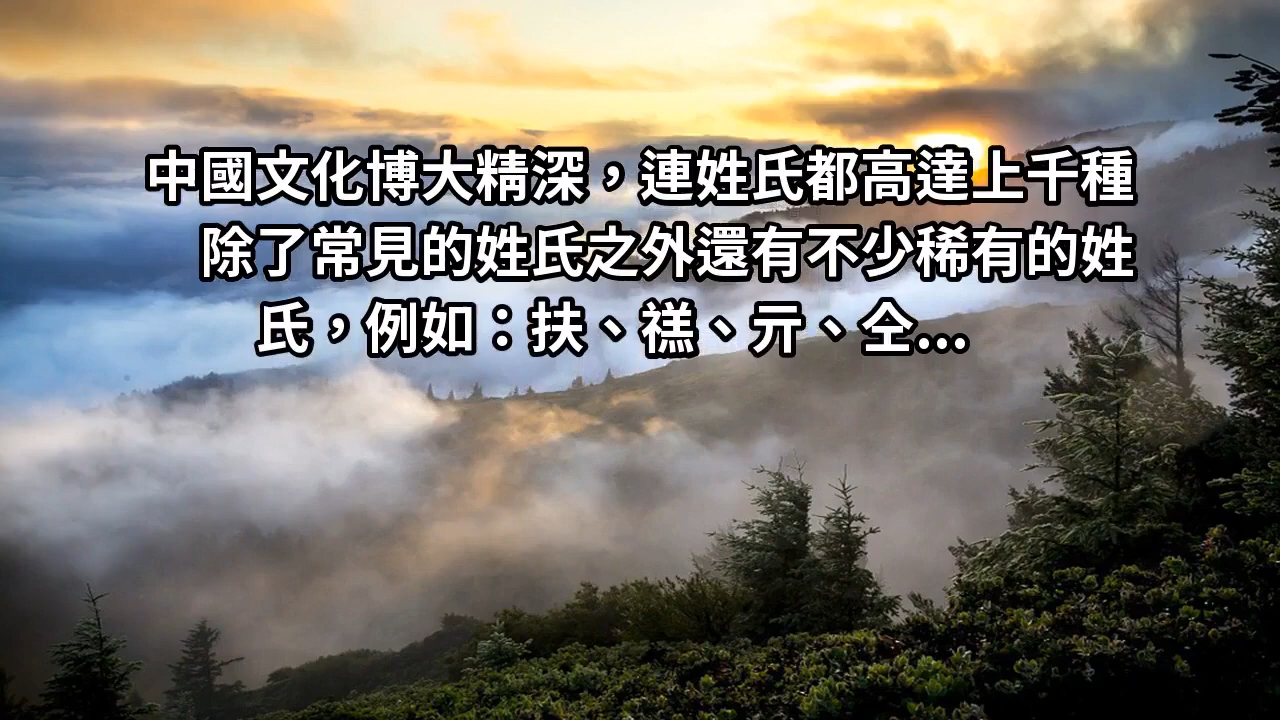 中國文化博大精深，連姓氏都高達上千種
除了常見的姓氏之外還有不少稀有的姓
氏，例如：扶、禚、亓、仝...